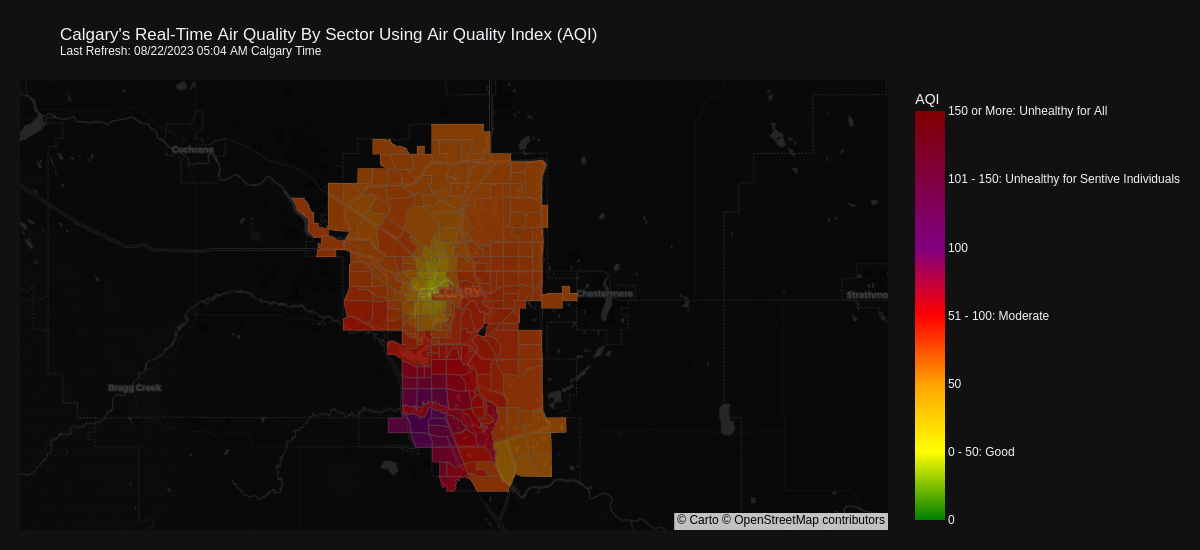 Calgary's Real-Time Air Quality By Sector Using Air Quality Index (AQI)
Last Refresh: 08/22/2023 05:04 AM Calgary Time
AQI
150 or More: Unhealthy for All
101 - 150: Unhealthy for Sentive Individuals
100
51 - 100: Moderate
50
0 - 50: Good
0
Cochrane
CALGARY
Chestermere
Strathmo
Bragg Creek
© Carto © OpenStreetMap contributors